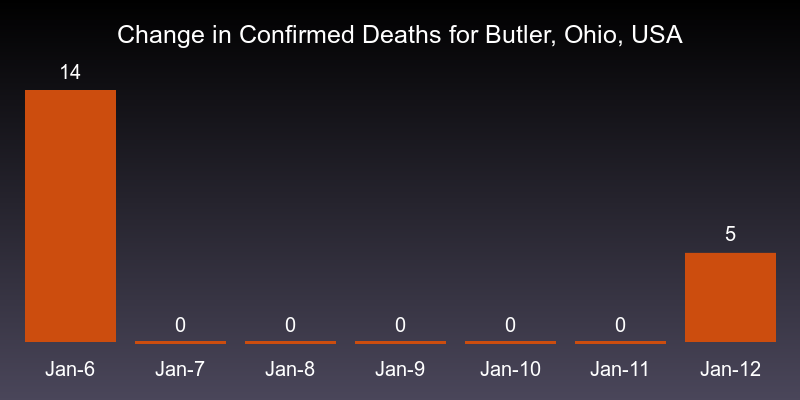 Change in Confirmed Deaths for Butler, Ohio, USA
14
0 0 0 0 0 5
Jan-6 Jan-7 Jan-8 Jan-9 Jan-10 Jan-11 Jan-12